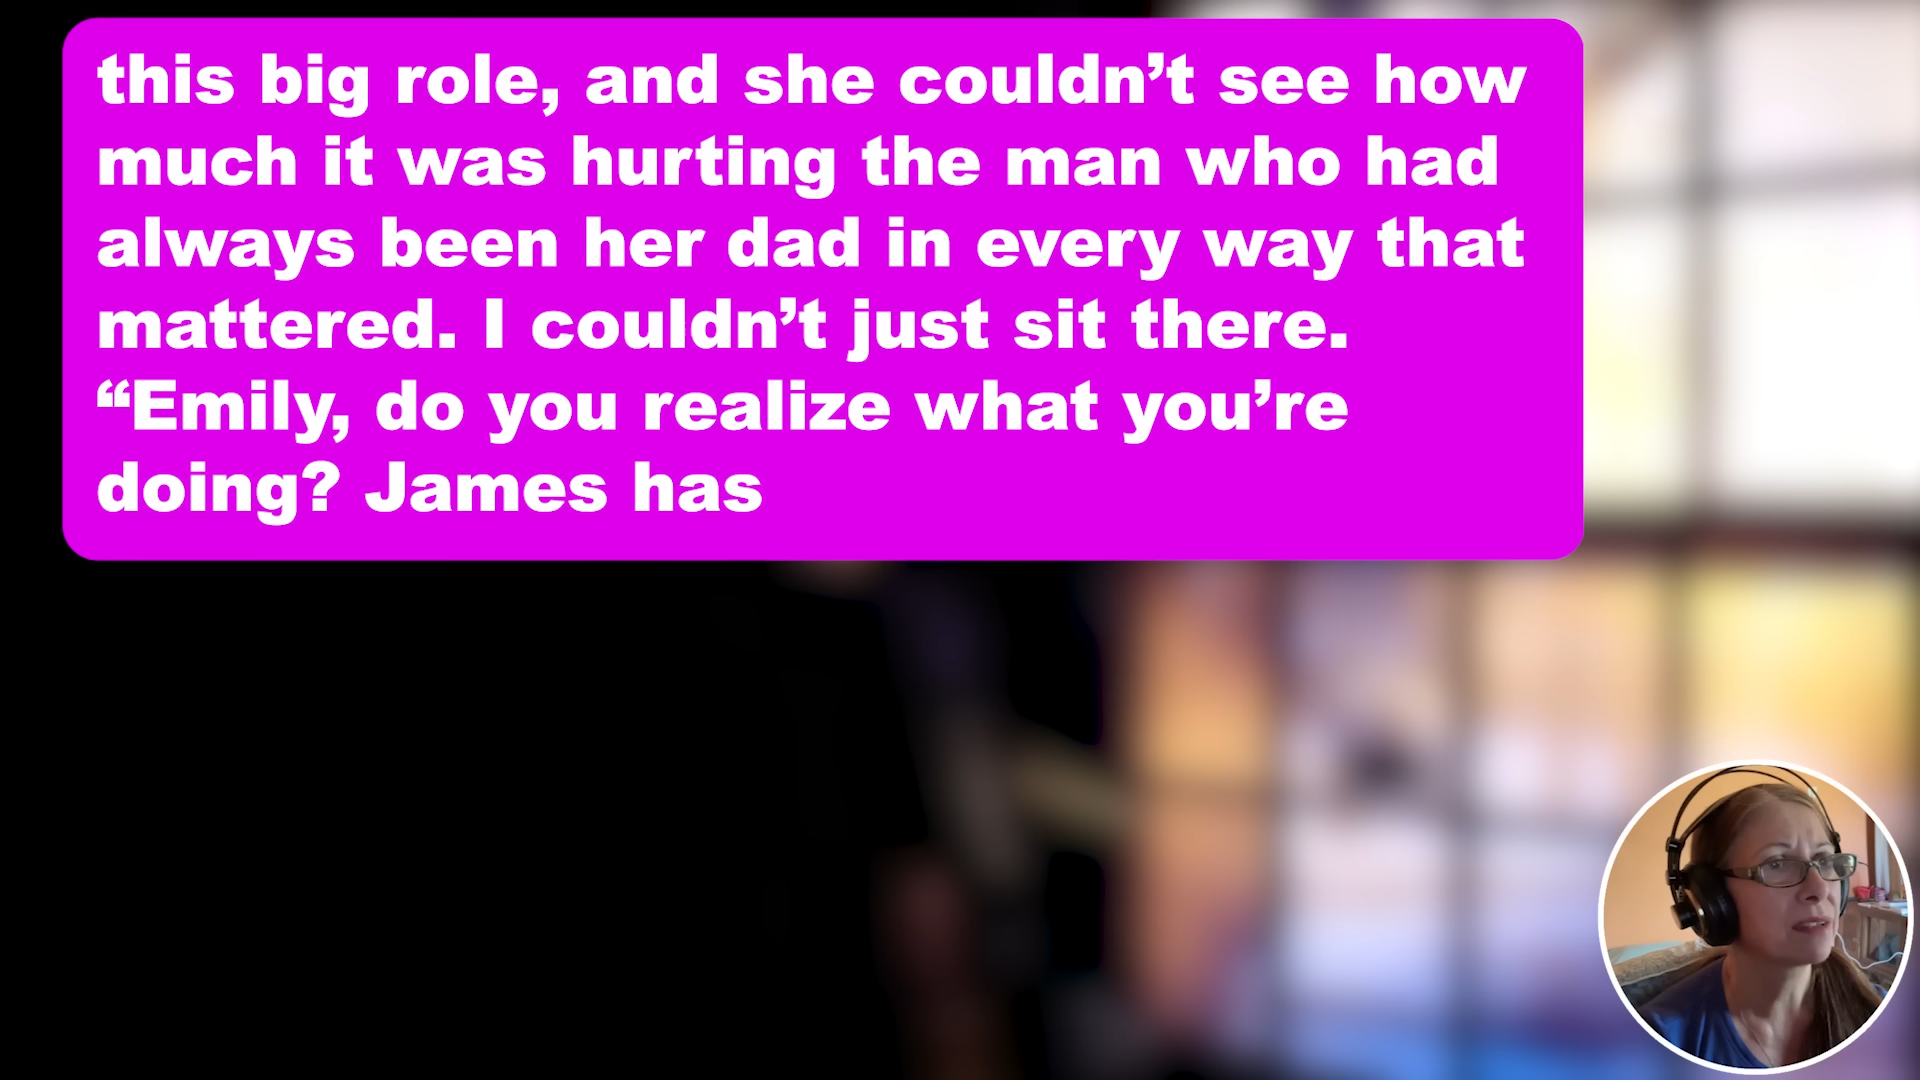 this big role, and she couldn’t see how
much it was hurting the man who had
always been her dad in every way that
mattered. I couldn’t just sit there.
“Emily, do you realize what you’re
doing? James has